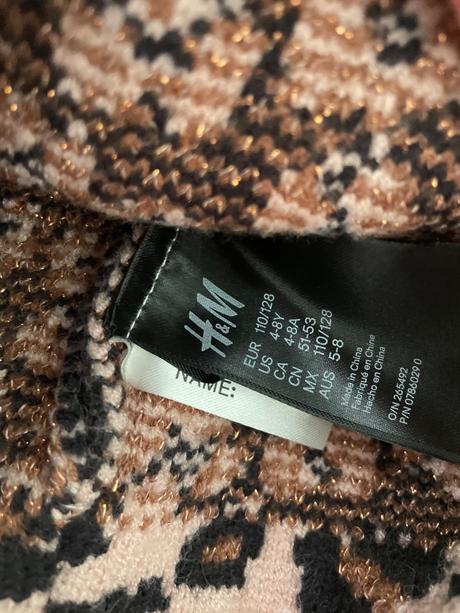 H&M
EUR 110/128
US 4-8Y
CA 4-8A
CN 51-53
MX 110/128
AUS 5-8
Made in China
Fabriqué en Chine
Hecho en China
O/N 265492
P/N 0786029 0
NAME: